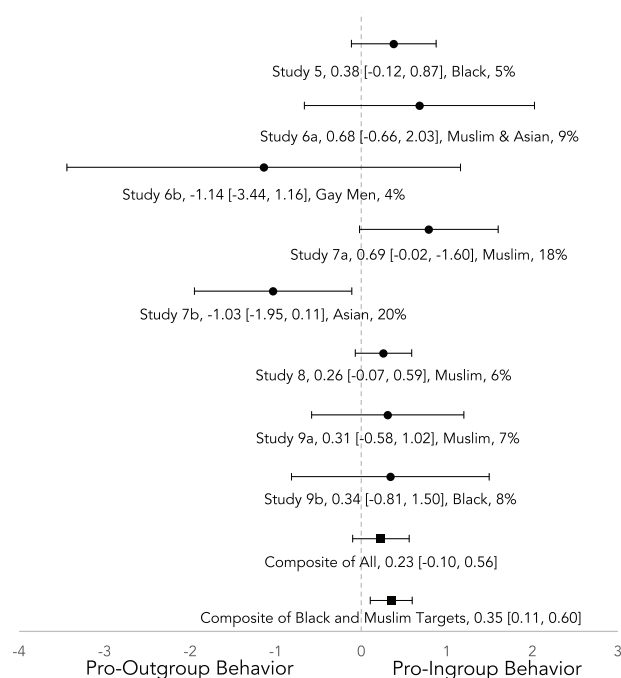 Study 5, 0.38 [-0.12, 0.87], Black, 5%
Study 6a, 0.68 [-0.66, 2.03], Muslim & Asian, 9%
Study 6b, -1.14 [-3.44, 1.16], Gay Men, 4%
Study 7a, 0.69 [-0.02, -1.60], Muslim, 18%
Study 7b, -1.03 [-1.95, 0.11], Asian, 20%
Study 8, 0.26 [-0.07, 0.59], Muslim, 6%
Study 9a, 0.31 [-0.58, 1.02], Muslim, 7%
Study 9b, 0.34 [-0.81, 1.50], Black, 8%
Composite of All, 0.23 [-0.10, 0.56]
Composite of Black and Muslim Targets, 0.35 [0.11, 0.60]
-4 -3 -2 -1 0 1 2 3
Pro-Outgroup Behavior Pro-Ingroup Behavior